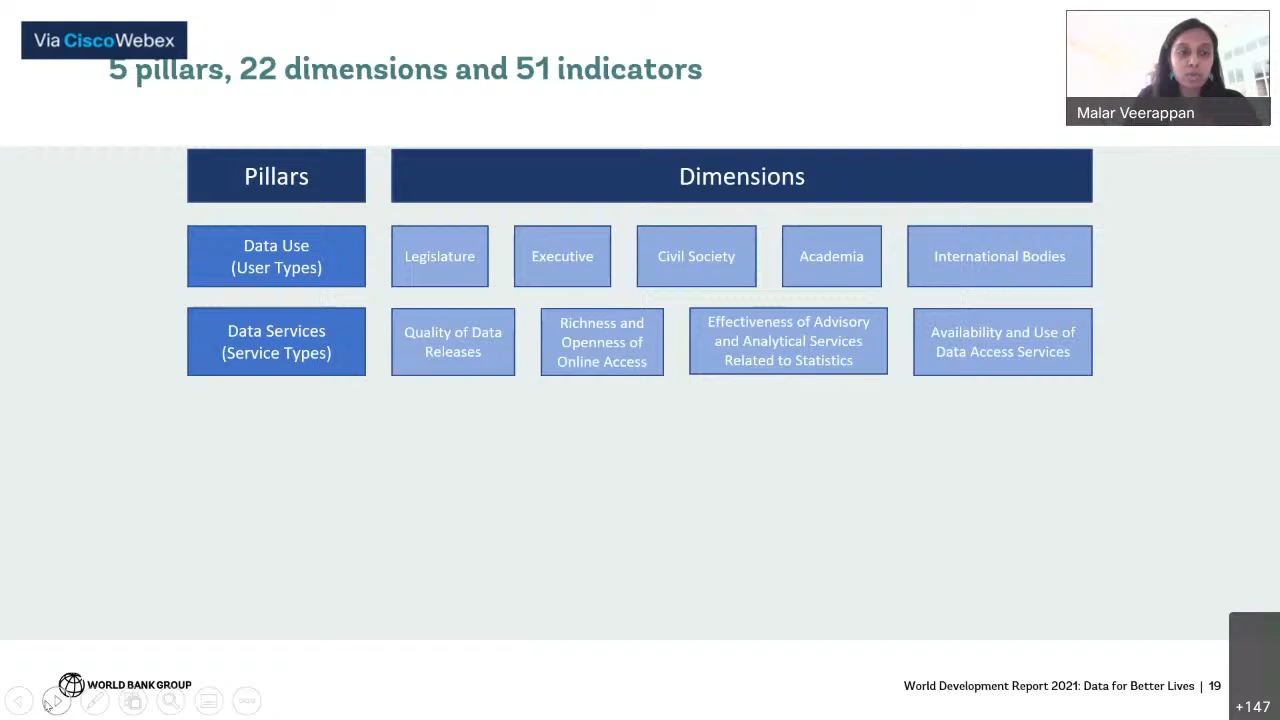 Via CiscoWebex
5 pillars, 22 dimensions and 51 indicators
Malar Veerappan
Pillars
Dimensions
Data Use
(User Types)
Legislature
Executive
Civil Society
Academia
International Bodies
Data Services
(Service Types)
Quality of Data
Releases
Richness and
Openness of
Online Access
Effectiveness of Advisory
and Analytical Services
Related to Statistics
Availability and Use of
Data Access Services
WORLD BANK GROUP
World Development Report 2021: Data for Better Lives | 19
+147